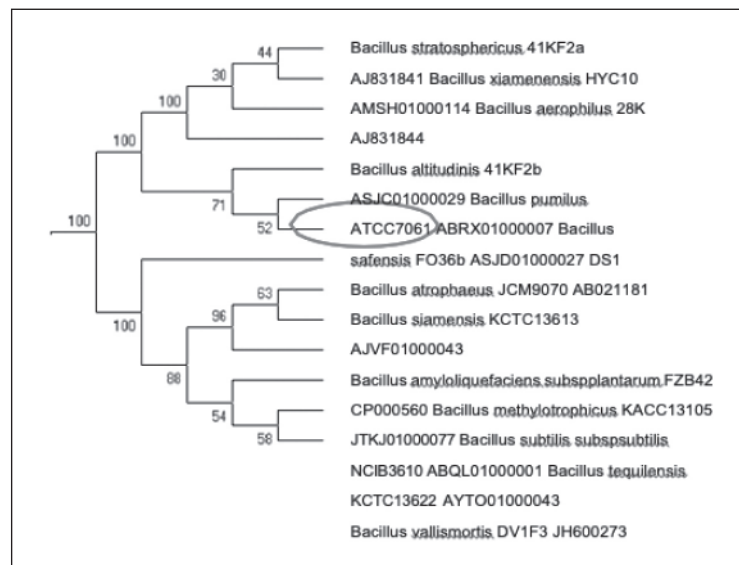 Bacillus stratosphericus 41KF2a
AJ831841 Bacillus xiamenensis HYC10
AMSH01000114 Bacillus aerophilus 28K
AJ831844
Bacillus altitudinis 41KF2b
ASJC01000029 Bacillus pumilus
ATCC7061 ABRX01000007 Bacillus
safensis FO36b ASJD01000027 DS1
Bacillus atrophaeus JCM9070 AB021181
Bacillus siamensis KCTC13613
AJVF01000043
Bacillus amyloliquefaciens subspplantarum FZB42
CP000560 Bacillus methylotrophicus KACC13105
JTKJ01000077 Bacillus subtilis subspsubtilis
NCIB3610 ABQL01000001 Bacillus tequilensis
KCTC13622 AYTO01000043
Bacillus vallismortis DV1F3 JH600273
44
30
100
100
71
52
100
63
96
100
88
54
58